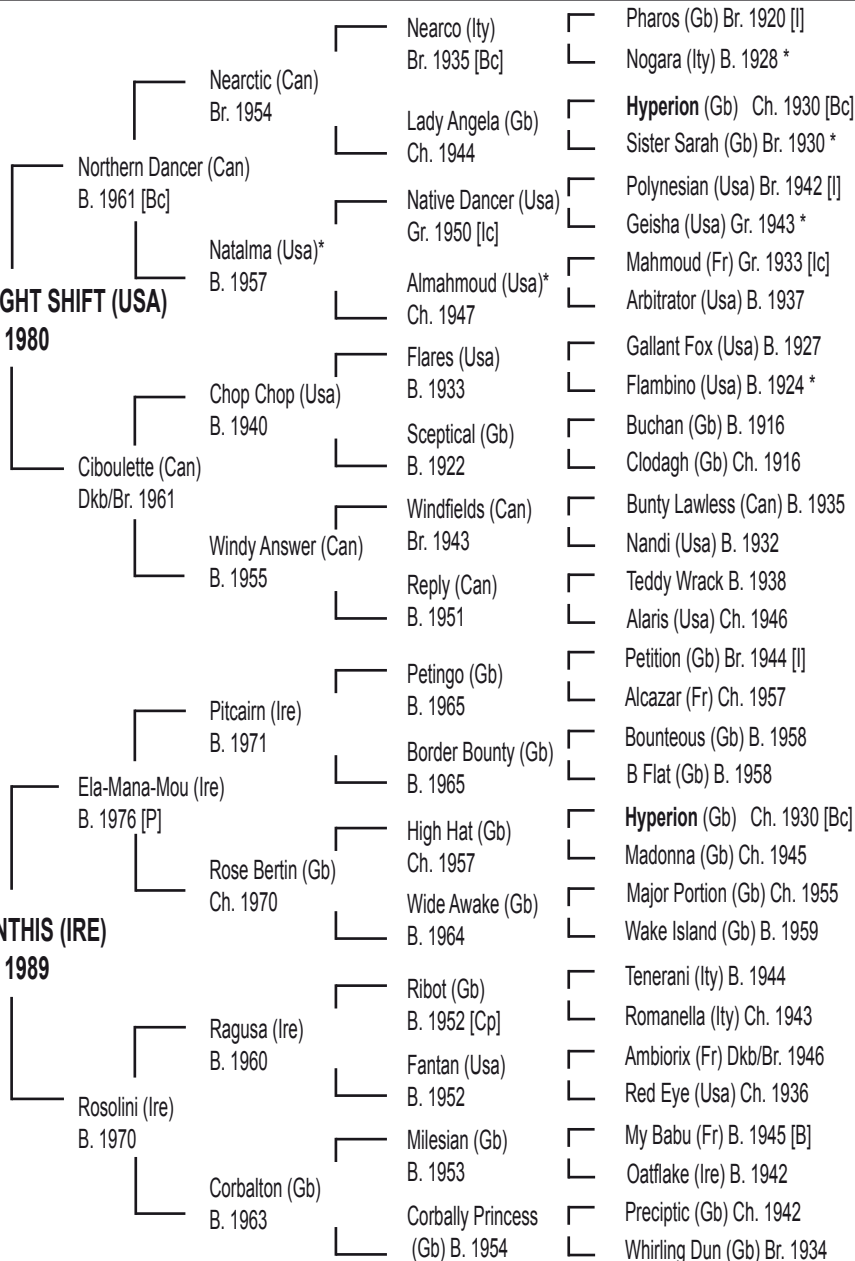 GHT SHIFT (USA)
1980
NTHIS (IRE)
1989
Northern Dancer (Can)
B. 1961 [Bc]
Ciboulette (Can)
Dkb/Br. 1961
Ela-Mana-Mou (Ire)
B. 1976 [P]
Rosolini (Ire)
B. 1970
Nearctic (Can)
Br. 1954
Natalma (Usa)*
B. 1957
Chop Chop (Usa)
B. 1940
Windy Answer (Can)
B. 1955
Pitcairn (Ire)
B. 1971
Rose Bertin (Gb)
Ch. 1970
Ragusa (Ire)
B. 1960
Corbalton (Gb)
B. 1963
Nearco (Ity)
Br. 1935 [Bc]
Lady Angela (Gb)
Ch. 1944
Native Dancer (Usa)
Gr. 1950 [Ic]
Almahmoud (Usa)*
Ch. 1947
Flares (Usa)
B. 1933
Sceptical (Gb)
B. 1922
Windfields (Can)
Br. 1943
Reply (Can)
B. 1951
Petingo (Gb)
B. 1965
Border Bounty (Gb)
B. 1965
High Hat (Gb)
Ch. 1957
Wide Awake (Gb)
B. 1964
Ribot (Gb)
B. 1952 [Cp]
Fantan (Usa)
B. 1952
Milesian (Gb)
B. 1953
Corbally Princess
(Gb) B. 1954
Pharos (Gb) Br. 1920 [I]
Nogara (Ity) B. 1928 *
Hyperion (Gb) Ch. 1930 [Bc]
Sister Sarah (Gb) Br. 1930 *
Polynesian (Usa) Br. 1942 [I]
Geisha (Usa) Gr. 1943 *
Mahmoud (Fr) Gr. 1933 [Ic]
Arbitrator (Usa) B. 1937
Gallant Fox (Usa) B. 1927
Flambino (Usa) B. 1924 *
Buchan (Gb) B. 1916
Clodagh (Gb) Ch. 1916
Bunty Lawless (Can) B. 1935
Nandi (Usa) B. 1932
Teddy Wrack B. 1938
Alaris (Usa) Ch. 1946
Petition (Gb) Br. 1944 [I]
Alcazar (Fr) Ch. 1957
Bounteous (Gb) B. 1958
B Flat (Gb) B. 1958
Hyperion (Gb) Ch. 1930 [Bc]
Madonna (Gb) Ch. 1945
Major Portion (Gb) Ch. 1955
Wake Island (Gb) B. 1959
Tenerani (Ity) B. 1944
Romanella (Ity) Ch. 1943
Ambiorix (Fr) Dkb/Br. 1946
Red Eye (Usa) Ch. 1936
My Babu (Fr) B. 1945 [B]
Oatflake (Ire) B. 1942
Preciptic (Gb) Ch. 1942
Whirling Dun (Gb) Br. 1934